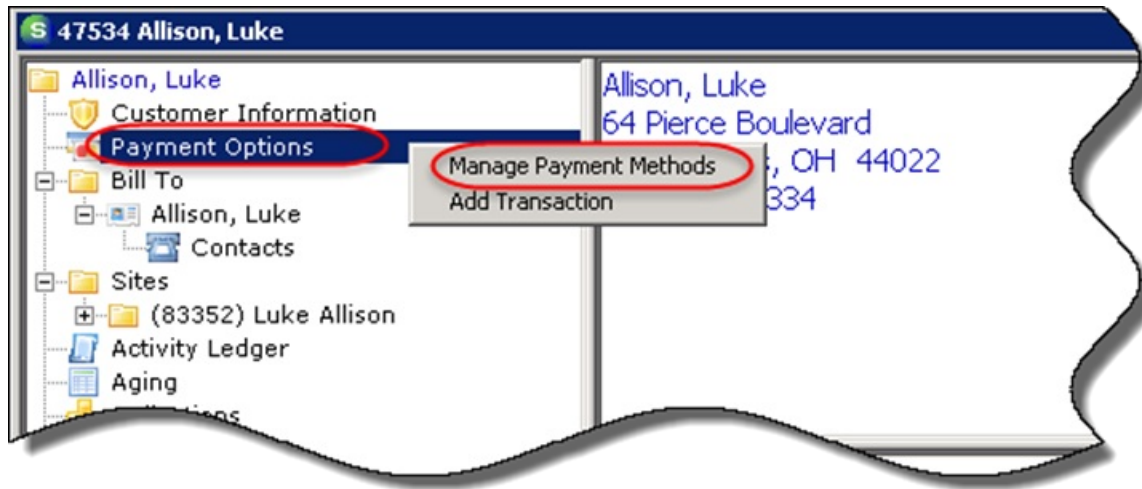 S 47534 Allison, Luke
Allison, Luke
Customer Information
Payment Options
Bill To
Allison, Luke
Contacts
Sites
(83352) Luke Allison
Activity Ledger
Aging
Manage Payment Methods
Add Transaction
Allison, Luke
64 Pierce Boulevard
, OH 44022
334